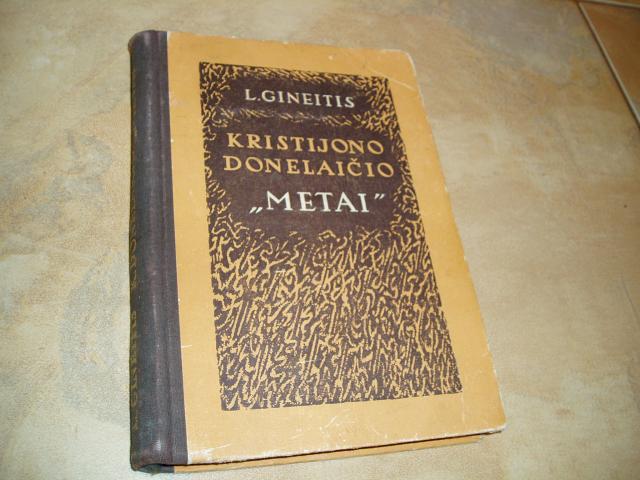 L.GINEITIS
KRISTIJONO
DONELAIČIO
„METAI"